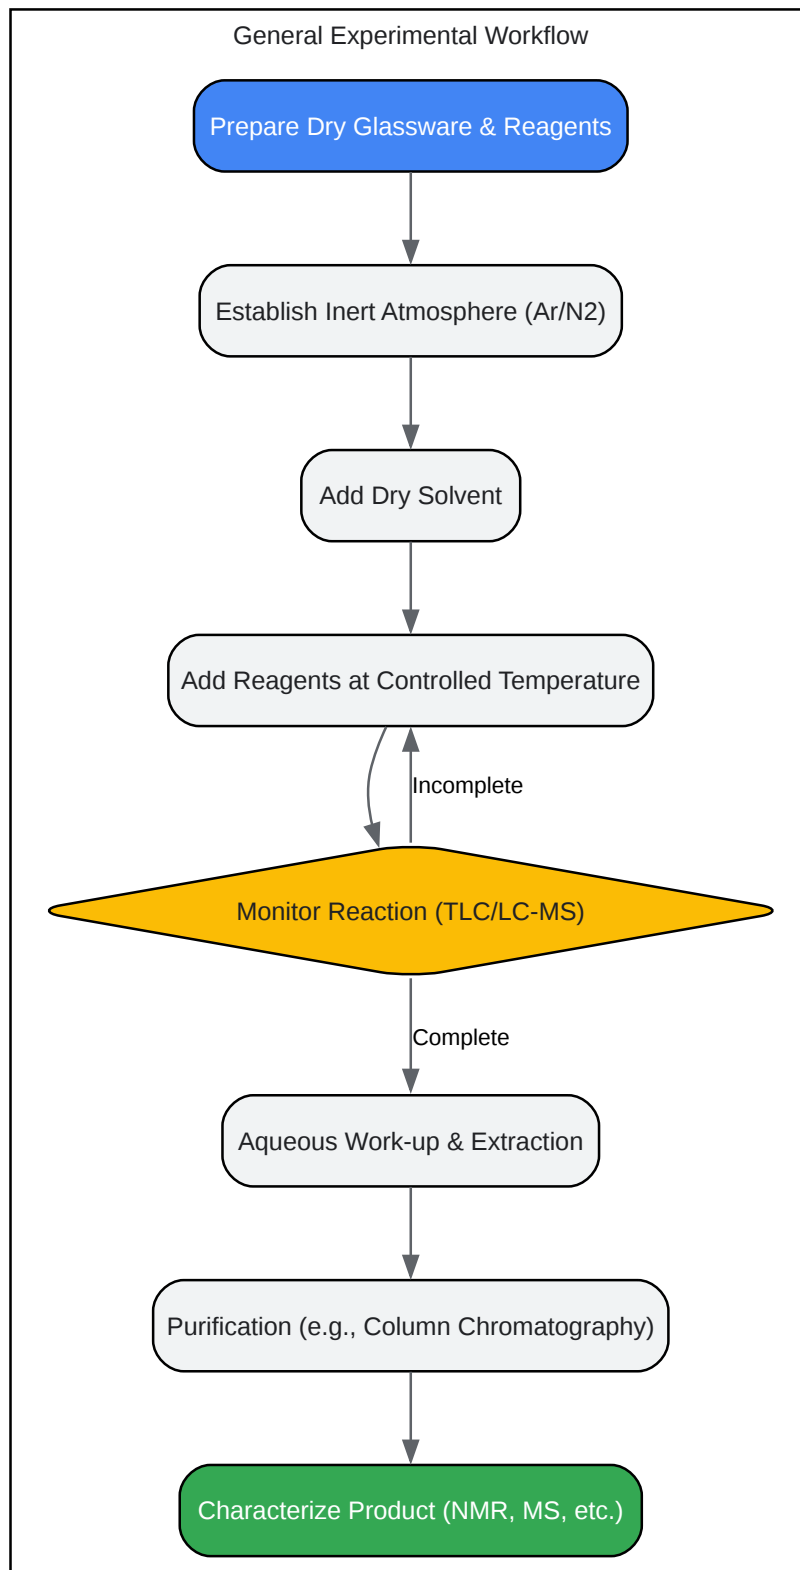 General Experimental Workflow
Prepare Dry Glassware & Reagents
Establish Inert Atmosphere (Ar/N2)
Add Dry Solvent
Add Reagents at Controlled Temperature
Incomplete
Monitor Reaction (TLC/LC-MS)
Complete
Aqueous Work-up & Extraction
Purification (e.g., Column Chromatography)
Characterize Product (NMR, MS, etc.)